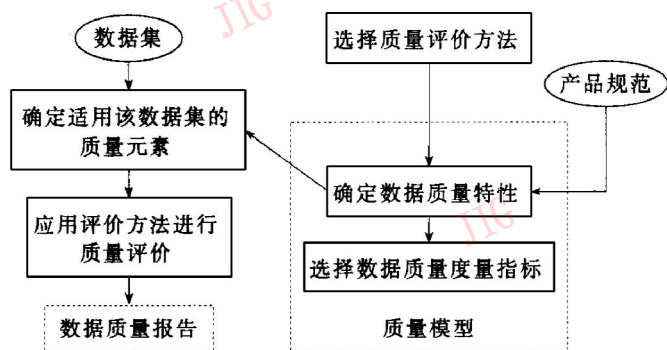 数据集
JIG
选择质量评价方法
产品规范
确定适用该数据集的
质量元素
确定数据质量特性
应用评价方法进行
质量评价
JIG
选择数据质量度量指标
数据质量报告
质量模型